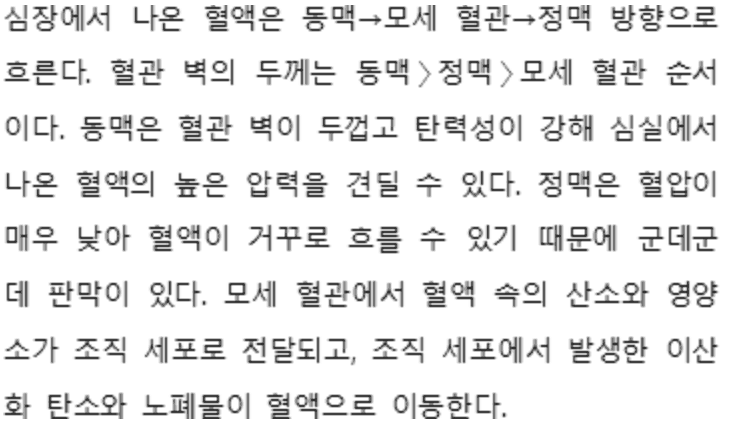 심장에서 나온 혈액은 동맥→모세 혈관→정맥 방향으로
흐른다. 혈관 벽의 두께는 동맥〉정맥〉모세 혈관 순서
이다. 동맥은 혈관 벽이 두껍고 탄력성이 강해 심실에서
나온 혈액의 높은 압력을 견딜 수 있다. 정맥은 혈압이
매우 낮아 혈액이 거꾸로 흐를 수 있기 때문에 군데군
데 판막이 있다. 모세 혈관에서 혈액 속의 산소와 영양
소가 조직 세포로 전달되고, 조직 세포에서 발생한 이산
화 탄소와 노폐물이 혈액으로 이동한다.